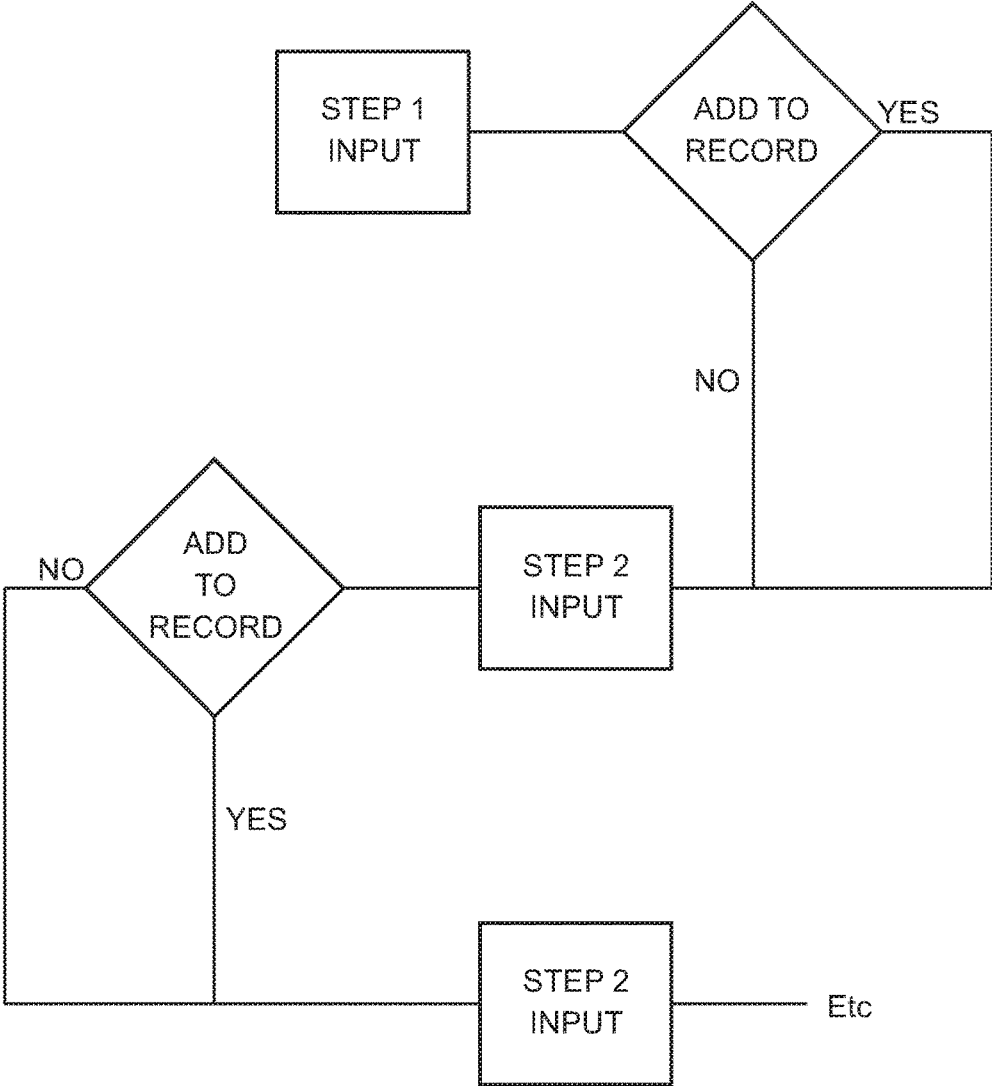 STEP 1
INPUT
ADD TO
RECORD
YES
NO
ADD
TO
RECORD
NO
STEP 2
INPUT
YES
STEP 2
INPUT
Etc